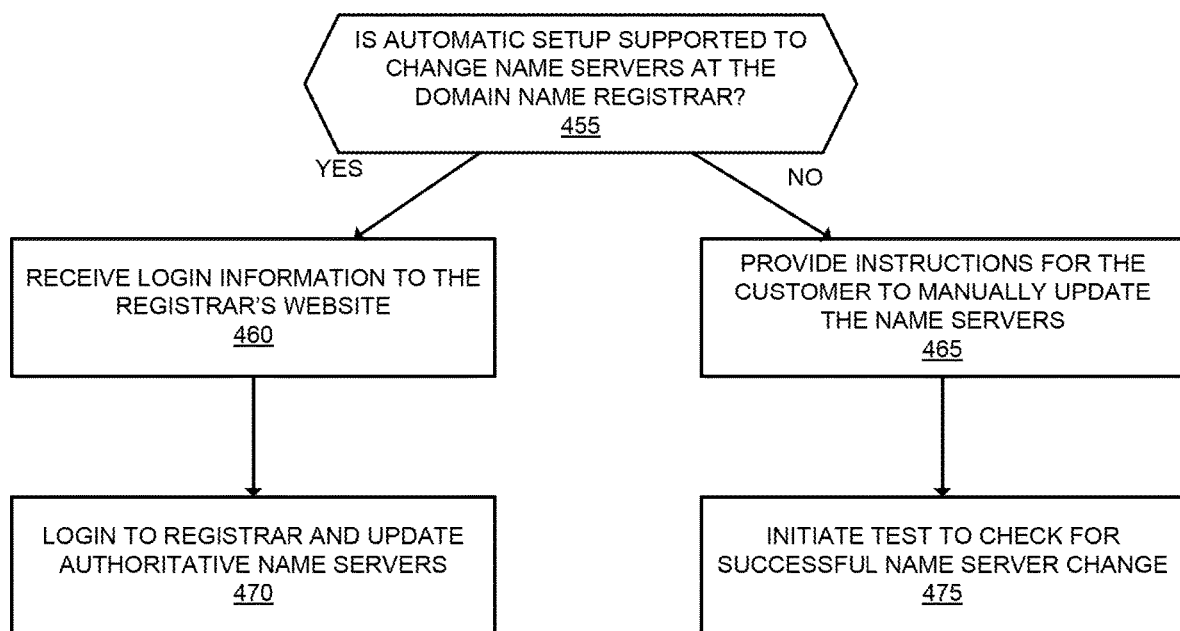 IS AUTOMATIC SETUP SUPPORTED TO
CHANGE NAME SERVERS AT THE
DOMAIN NAME REGISTRAR?
455
YES
NO
RECEIVE LOGIN INFORMATION TO THE
REGISTRAR'S WEBSITE
460
PROVIDE INSTRUCTIONS FOR THE
CUSTOMER TO MANUALLY UPDATE
THE NAME SERVERS
465
LOGIN TO REGISTRAR AND UPDATE
AUTHORITATIVE NAME SERVERS
470
INITIATE TEST TO CHECK FOR
SUCCESSFUL NAME SERVER CHANGE
475